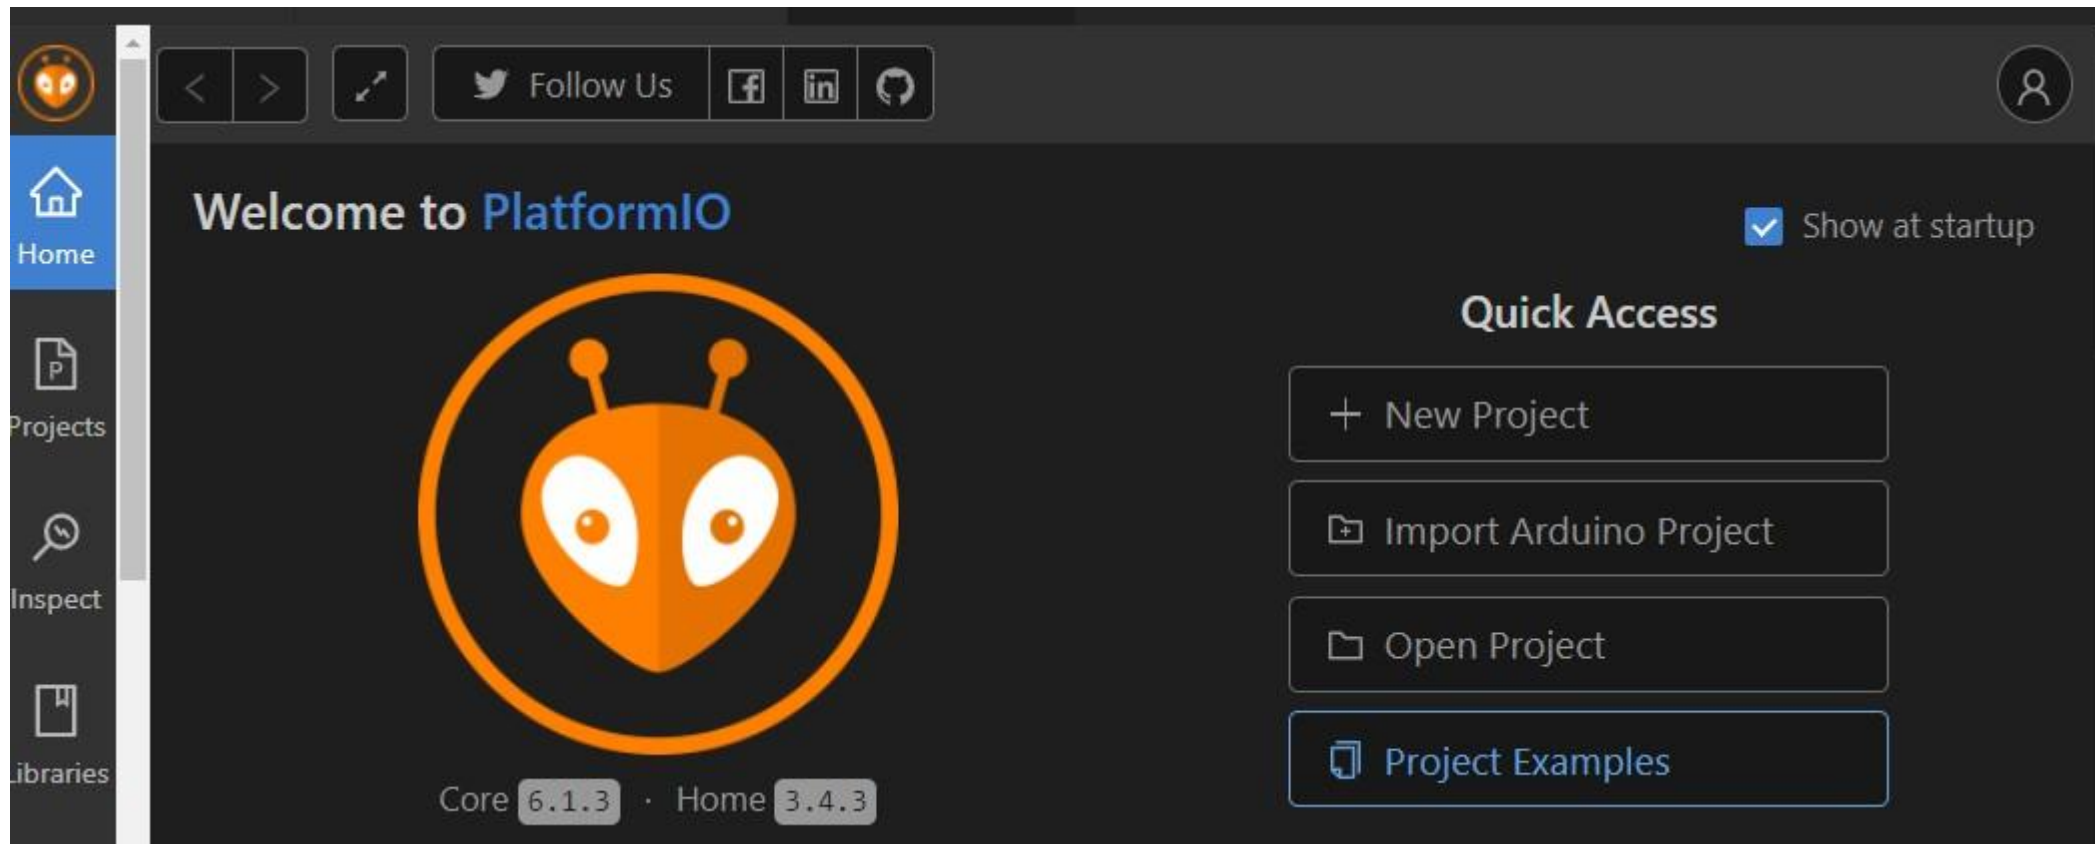 Follow Us
Home
Projects
Inspect
Libraries
Welcome to PlatformIO
Show at startup
Quick Access
New Project
Import Arduino Project
Open Project
Project Examples
Core 6.1.3 · Home 3.4.3